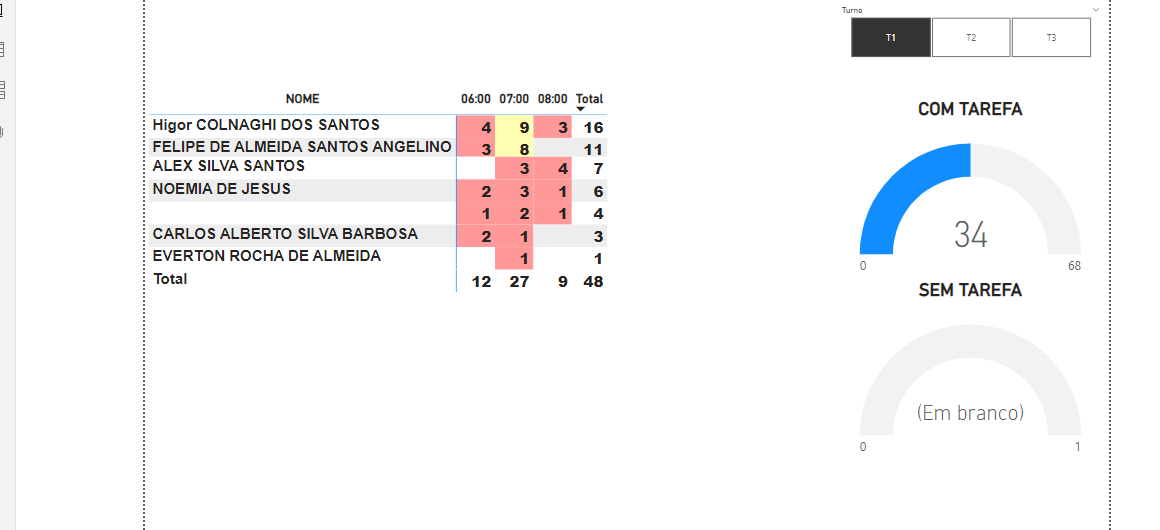 Turno
T1 T2 T3
NOME 06:00 07:00 08:00 Total
Higor COLNAGHI DOS SANTOS 4 9 3 16
FELIPE DE ALMEIDA SANTOS ANGELINO 3 8 11
ALEX SILVA SANTOS 3 4 7
NOEMIA DE JESUS 2 3 1 6
1 2 1 4
CARLOS ALBERTO SILVA BARBOSA 2 1 3
EVERTON ROCHA DE ALMEIDA 1 1
Total 12 27 9 48
COM TAREFA
34
0 68
SEM TAREFA
(Em branco)
0 1